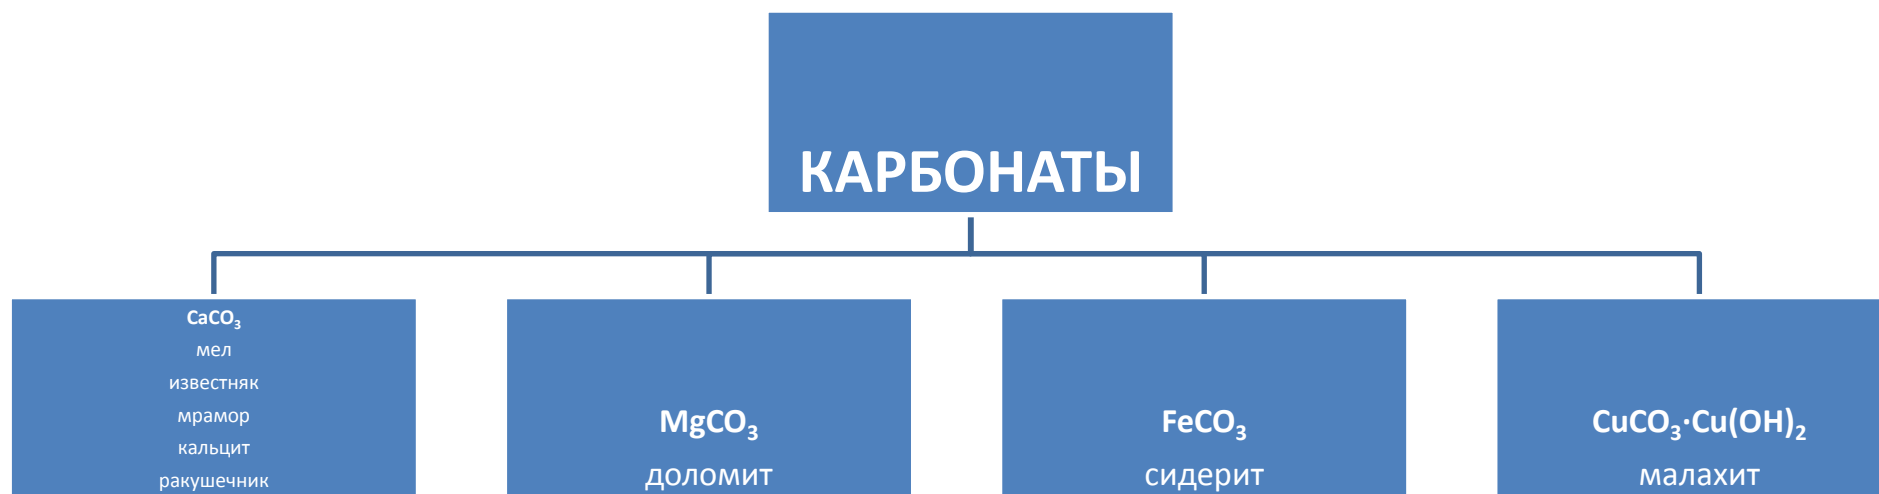 КАРБОНАТЫ
CaCO₃
мел
известняк
мрамор
кальцит
ракушечник
MgCO₃
доломит
FeCO₃
сидерит
CuCO₃·Cu(OH)₂
малахит